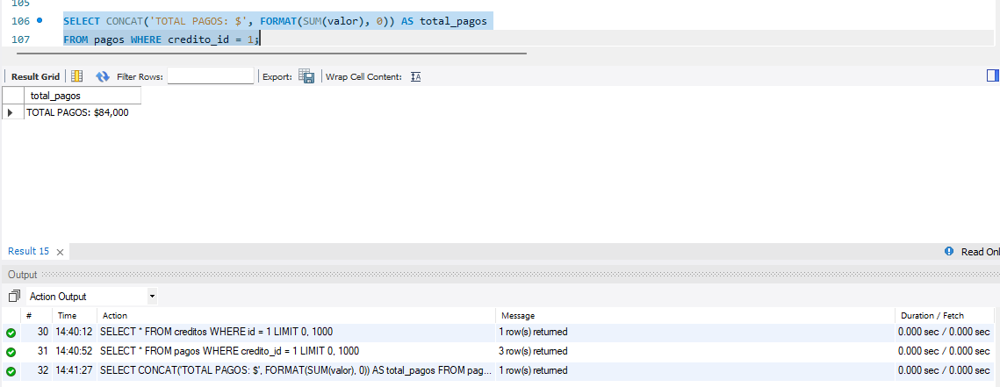 105
106 SELECT CONCAT('TOTAL PAGOS: $', FORMAT(SUM(valor), 0)) AS total_pagos
107 FROM pagos WHERE credito_id = 1;
Result Grid Filter Rows: Export: Wrap Cell Content: IA
total_pagos
TOTAL PAGOS: $84,000
Result 15 × Read Onl
Output
Action Output
# Time Action Message Duration / Fetch
30 14:40:12 SELECT * FROM creditos WHERE id = 1 LIMIT 0, 1000 1 row(s) returned 0.000 sec / 0.000 sec
31 14:40:52 SELECT * FROM pagos WHERE credito_id = 1 LIMIT 0, 1000 3 row(s) returned 0.000 sec / 0.000 sec
32 14:41:27 SELECT CONCAT('TOTAL PAGOS: $', FORMAT(SUM(valor), 0)) AS total_pagos FROM pag... 1 row(s) returned 0.000 sec / 0.000 sec